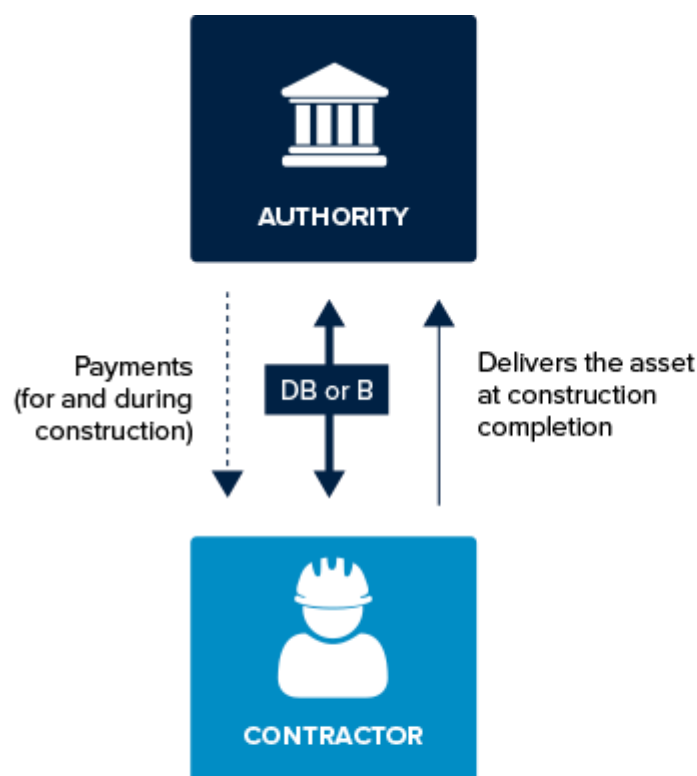 AUTHORITY
Payments
(for and during
construction)
DB or B
Delivers the asset
at construction
completion
CONTRACTOR